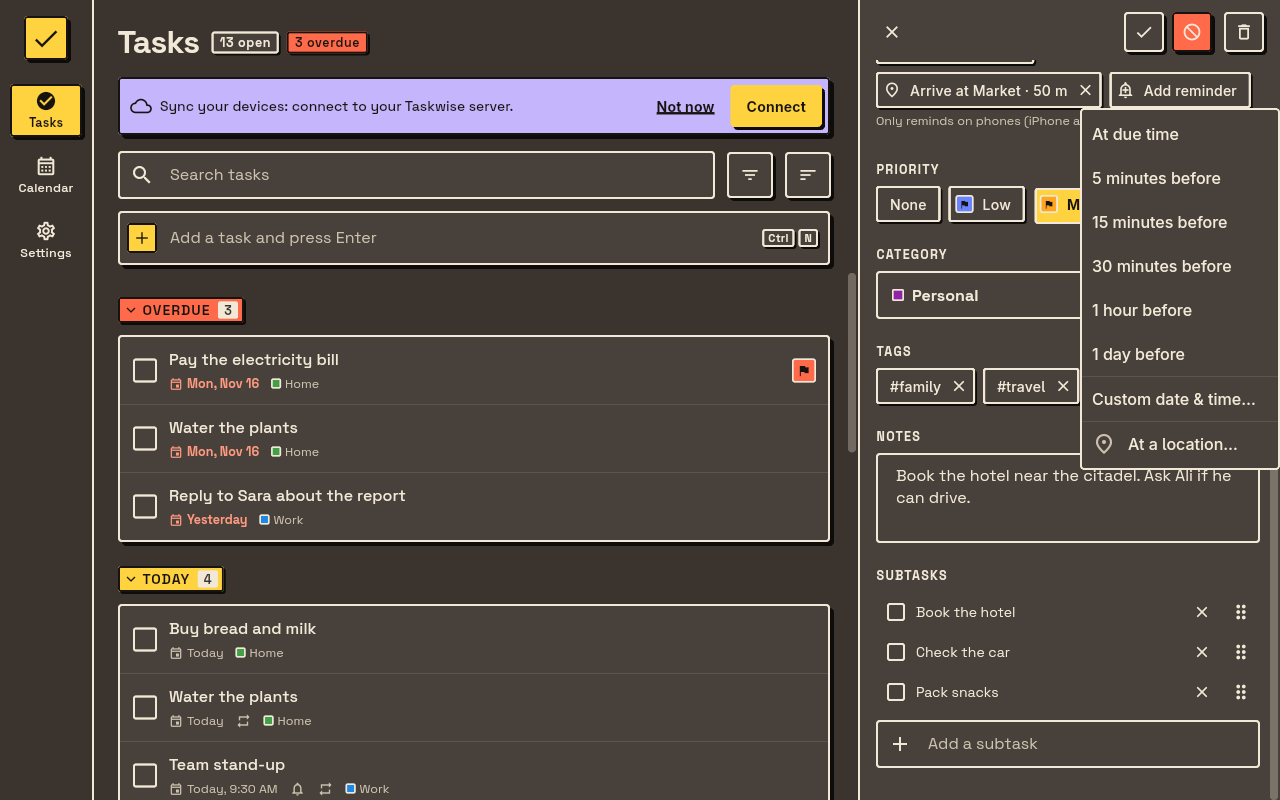 Tasks
Calendar
Settings
Tasks
13 open
3 overdue
Sync your devices: connect to your Taskwise server.
Not now
Connect
Search tasks
Add a task and press Enter
Ctrl
N
OVERDUE 3
Pay the electricity bill
Mon, Nov 16
Home
Water the plants
Mon, Nov 16
Home
Reply to Sara about the report
Yesterday
Work
TODAY 4
Buy bread and milk
Today
Home
Water the plants
Today
Home
Team stand-up
Today, 9:30 AM
Work
Arrive at Market · 50 m
Add reminder
Only reminds on phones (iPhone
At due time
5 minutes before
15 minutes before
30 minutes before
1 hour before
1 day before
Custom date & time...
At a location...
PRIORITY
None
Low
CATEGORY
Personal
TAGS
#family
#travel
NOTES
Book the hotel near the citadel. Ask Ali if he
can drive.
SUBTASKS
Book the hotel
Check the car
Pack snacks
Add a subtask